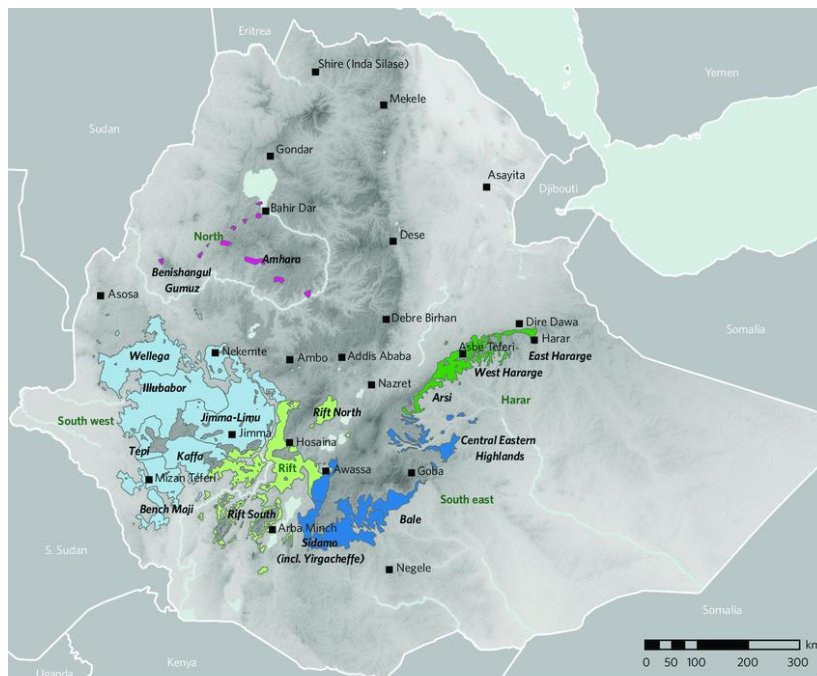 Eritrea
Shire (Inda Silase)
Yemen
Mekele
Sudan
Gondar
Asayita
Djibouti
Bahir Dar
North
Dese
Amhara
Benishangul
Gumuz
Asosa
Debre Birhan
Dire Dawa
Somalia
Harar
Asbe Teferi
East Hararge
Wellega
Nekemte
Ambo
Addis Ababa
West Hararge
Illubabor
Nazret
Arsi
Harar
South west
Jimma-Limu
Rift North
Jimma
Hosaina
Central Eastern
Highlands
Tepi
Kaffa
Rift
Awassa
Goba
Mizan Teferi
South east
Bench Maji
Rift South
Bale
Arba Minch
Sidamo
(incl. Yirgacheffe)
S. Sudan
Negele
Somalia
Kenya
Uganda
km
0 50 100 200 300